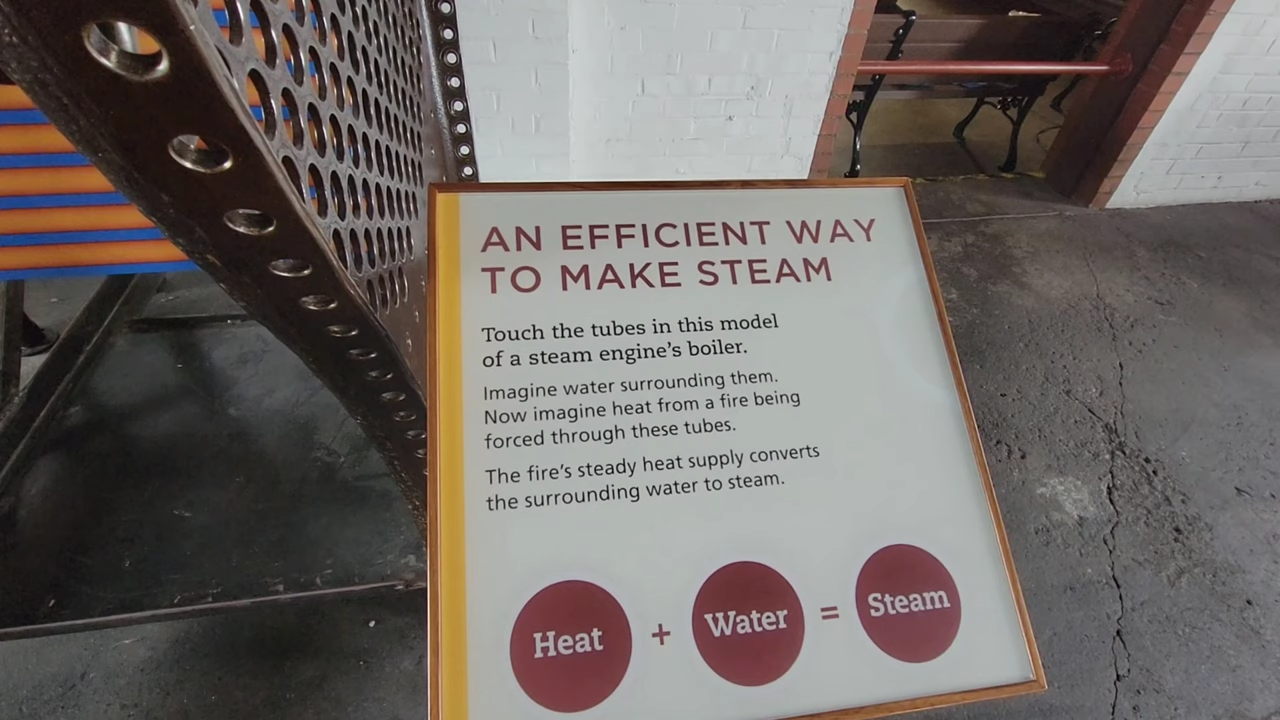 AN EFFICIENT WAY
TO MAKE STEAM
Touch the tubes in this model
of a steam engine's boiler.
Imagine water surrounding them.
Now imagine heat from a fire being
forced through these tubes.
The fire's steady heat supply converts
the surrounding water to steam.
Heat + Water = Steam